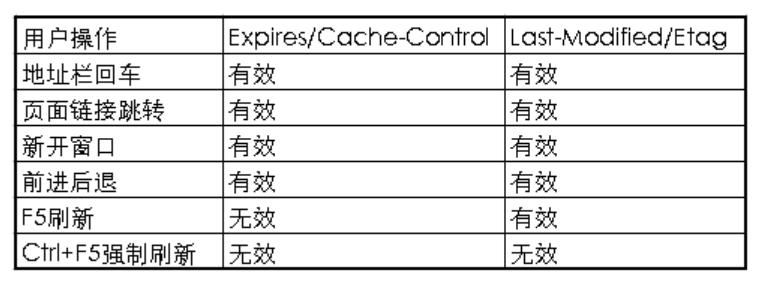 用户操作 Expires/Cache-Control Last-Modified/Etag
地址栏回车 有效 有效
页面链接跳转 有效 有效
新开窗口 有效 有效
前进后退 有效 有效
F5刷新 无效 有效
Ctrl+F5强制刷新 无效 无效